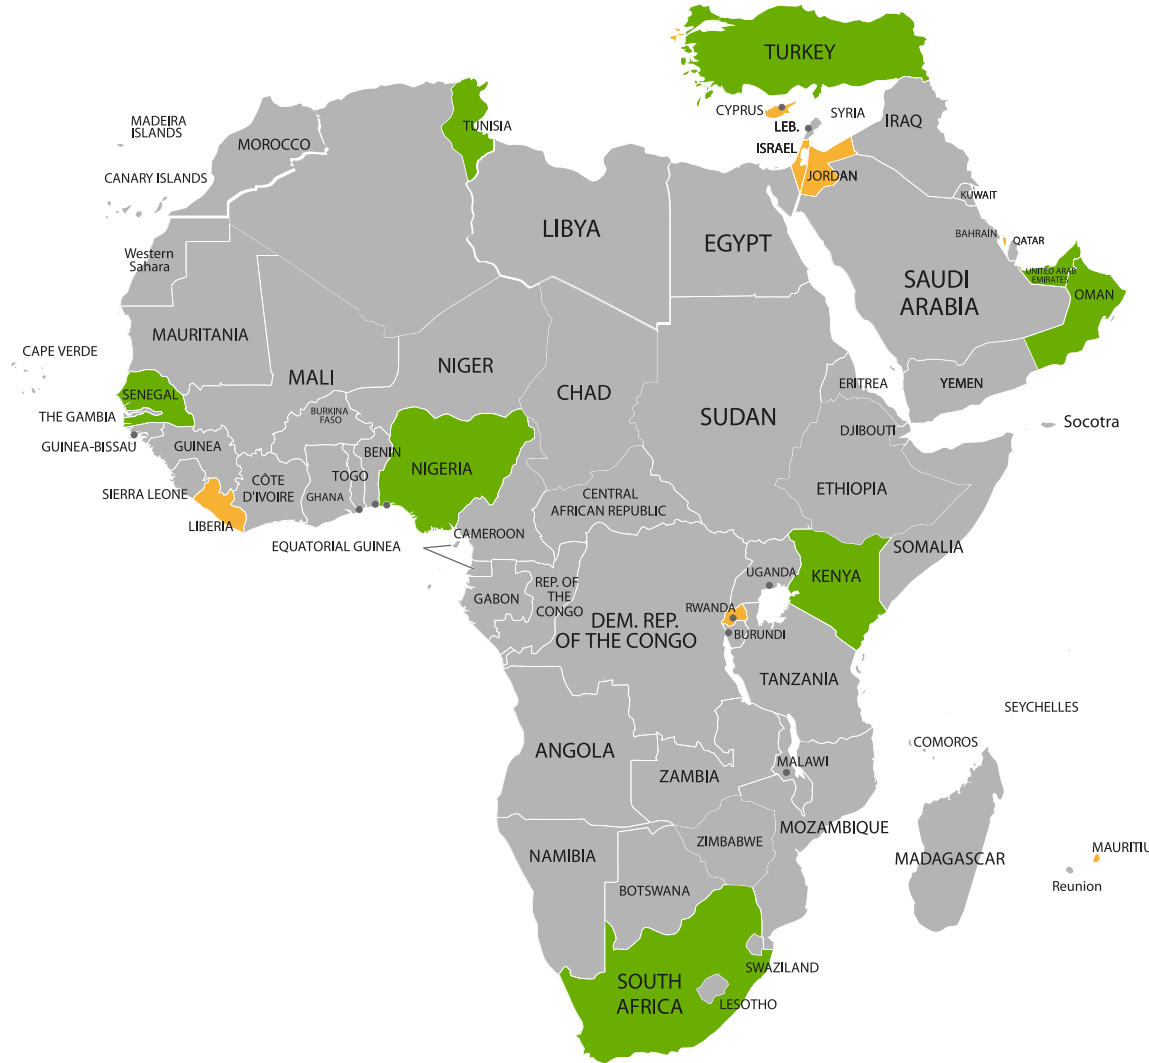 TURKEY
CYPRUS
SYRIA
LEB.
IRAQ
MADEIRA
ISLANDS
TUNISIA
MOROCCO
ISRAEL
CANARY ISLANDS
JORDAN
KUWAIT
LIBYA
EGYPT
BAHRAIN
QATAR
Western
Sahara
UNITED ARAB
EMIRATES
SAUDI
ARABIA
OMAN
MAURITANIA
CAPE VERDE
NIGER
MALI
CHAD
ERITREA
YEMEN
SENEGAL
THE GAMBIA
BURKINA
FASO
SUDAN
Socotra
DJIBOUTI
GUINEA-BISSAU
GUINEA
BENIN
NIGERIA
TOGO
CÔTE
D'IVOIRE
GHANA
SIERRA LEONE
CENTRAL
AFRICAN REPUBLIC
ETHIOPIA
LIBERIA
CAMEROON
EQUATORIAL GUINEA
SOMALIA
UGANDA
KENYA
GABON
REP. OF
THE
CONGO
RWANDA
DEM. REP.
OF THE CONGO
BURUNDI
TANZANIA
SEYCHELLES
COMOROS
ANGOLA
MALAWI
ZAMBIA
MOZAMBIQUE
ZIMBABWE
NAMIBIA
MADAGASCAR
MAURITIU
Reunion
BOTSWANA
SWAZILAND
SOUTH
AFRICA
LESOTHO